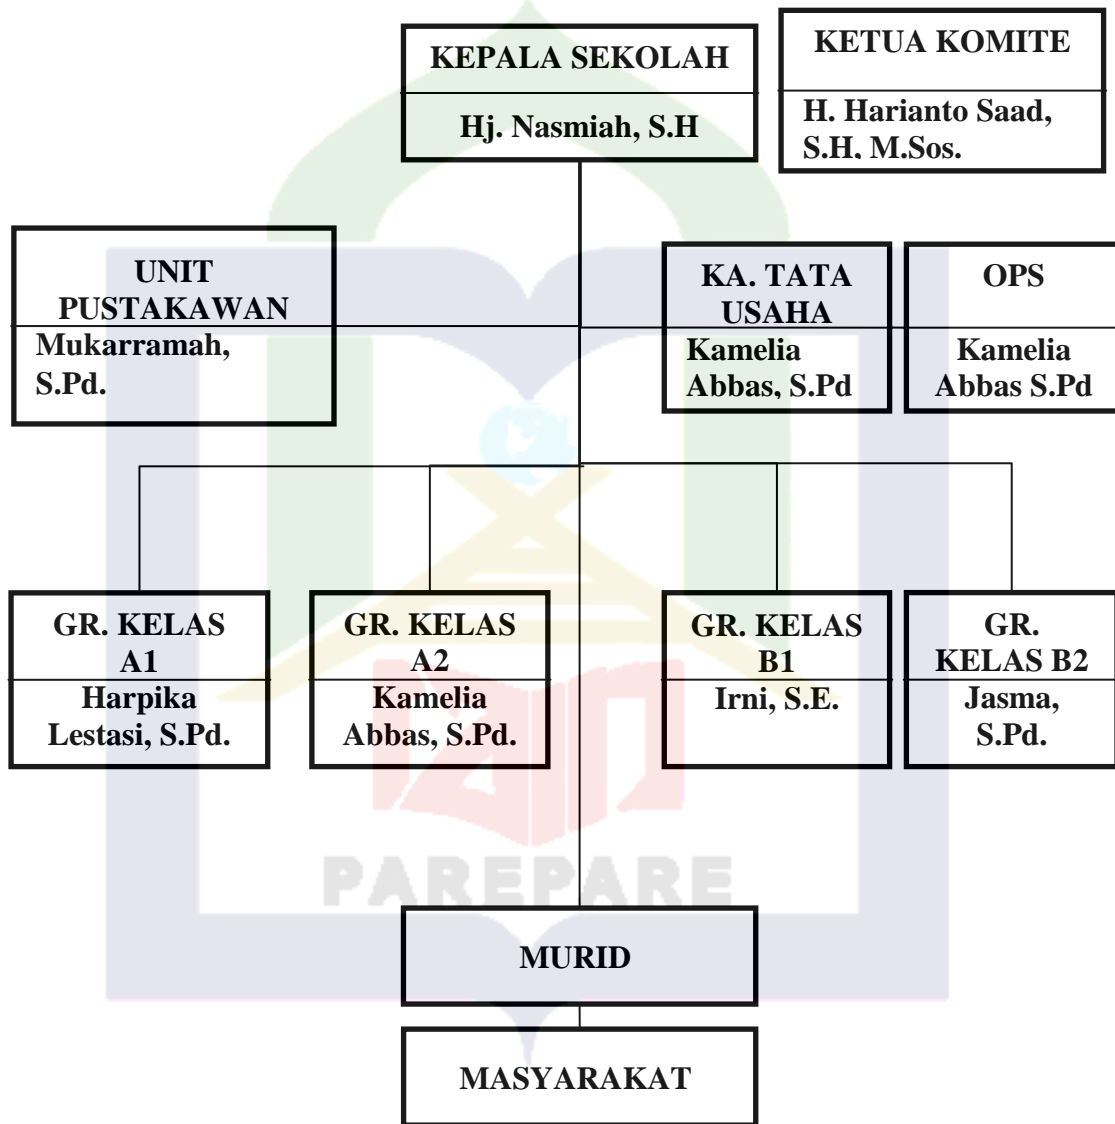 KEPALA SEKOLAH
Hj. Nasmiah, S.H
KETUA KOMITE
H. Harianto Saad,
S.H, M.Sos.
UNIT
PUSTAKAWAN
Mukarramah,
S.Pd.
KA. TATA
USAHA
Kamelia
Abbas, S.Pd
OPS
Kamelia
Abbas S.Pd
GR. KELAS
A1
Harpika
Lestasi, S.Pd.
GR. KELAS
A2
Kamelia
Abbas, S.Pd.
GR. KELAS
B1
Irni, S.E.
GR.
KELAS B2
Jasma,
S.Pd.
PAREPARE
MURID
MASYARAKAT